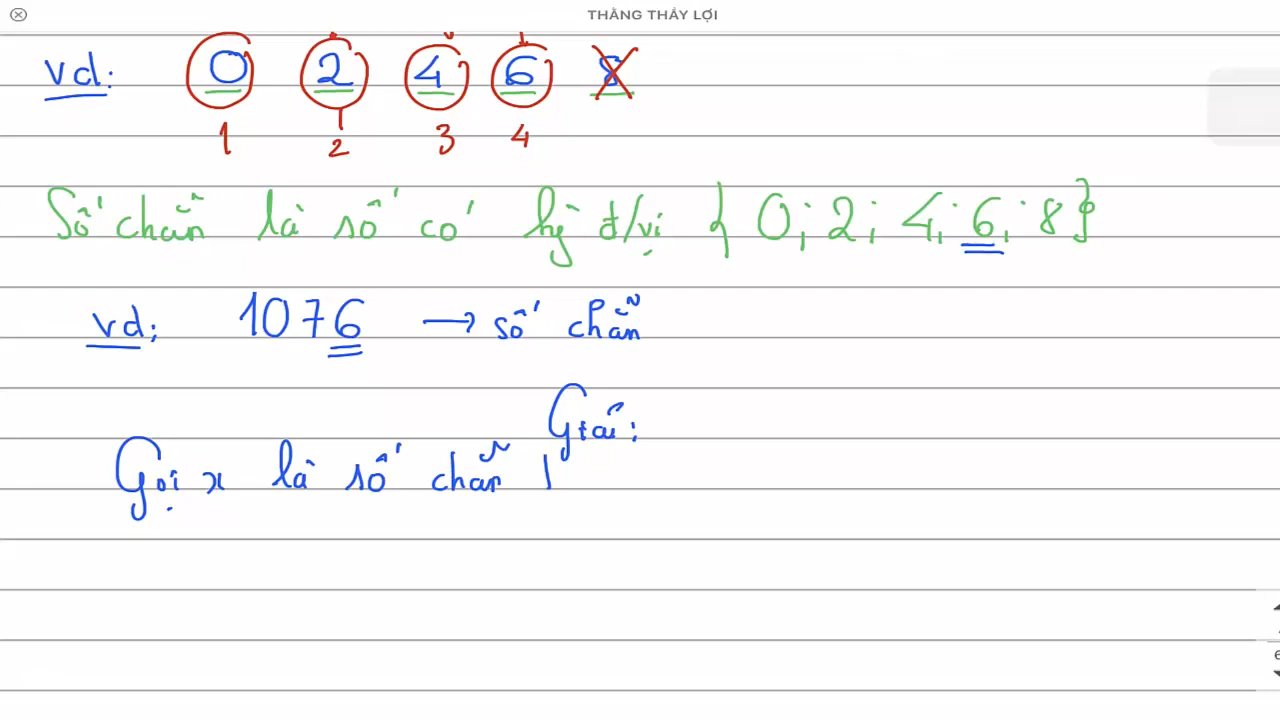 THẮNG THẦY LỢI
vd: 0 2 4 6 8
1 2 3 4
Số chẵn là số có hg đ/vị { 0; 2; 4; 6; 8}
vd: 1076 → số chẵn
Giải:
Gọi x là số chẵn